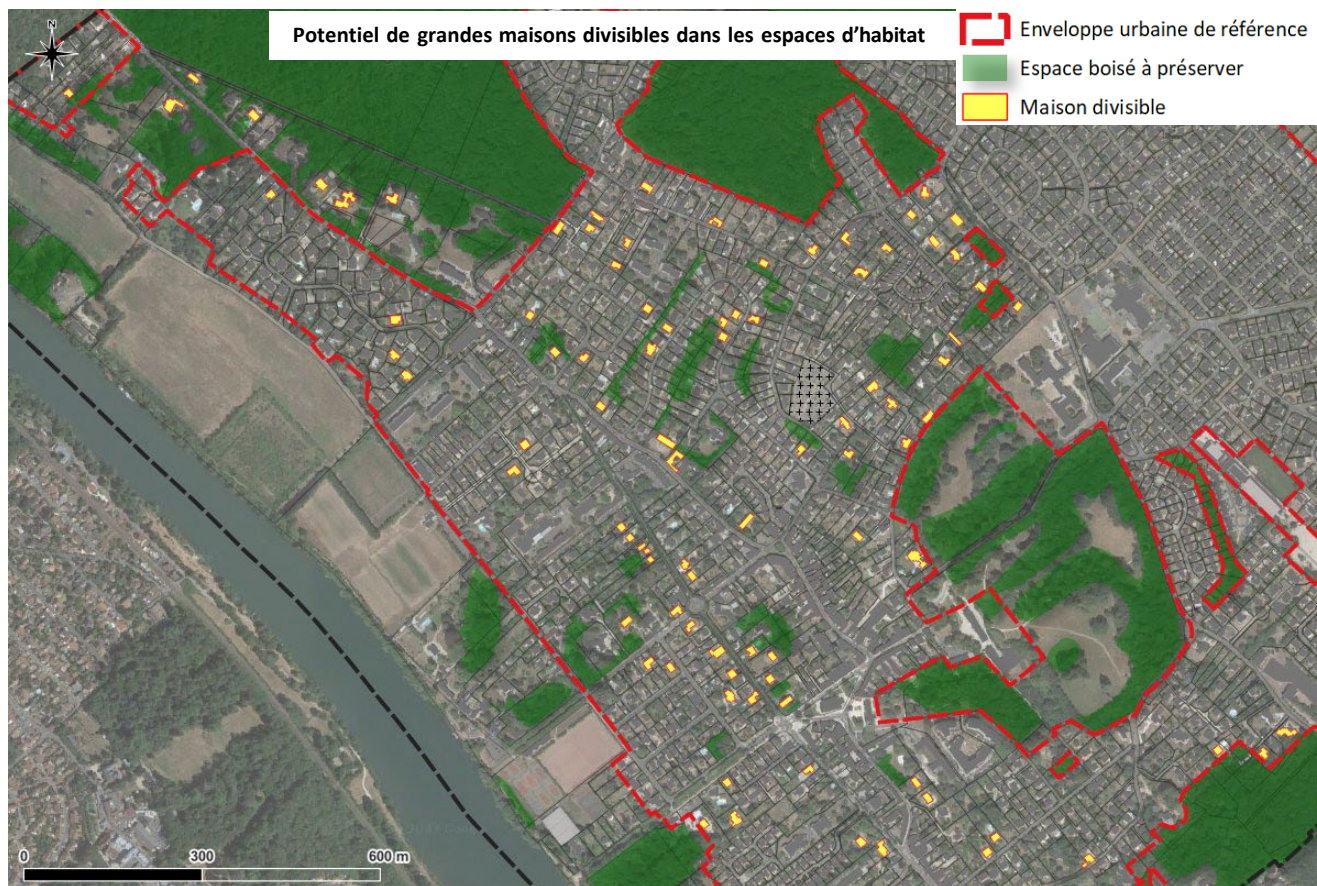 Potentiel de grandes maisons divisibles dans les espaces d’habitat
Enveloppe urbaine de référence
Espace boisé à préserver
Maison divisible
N
0 300 600 m